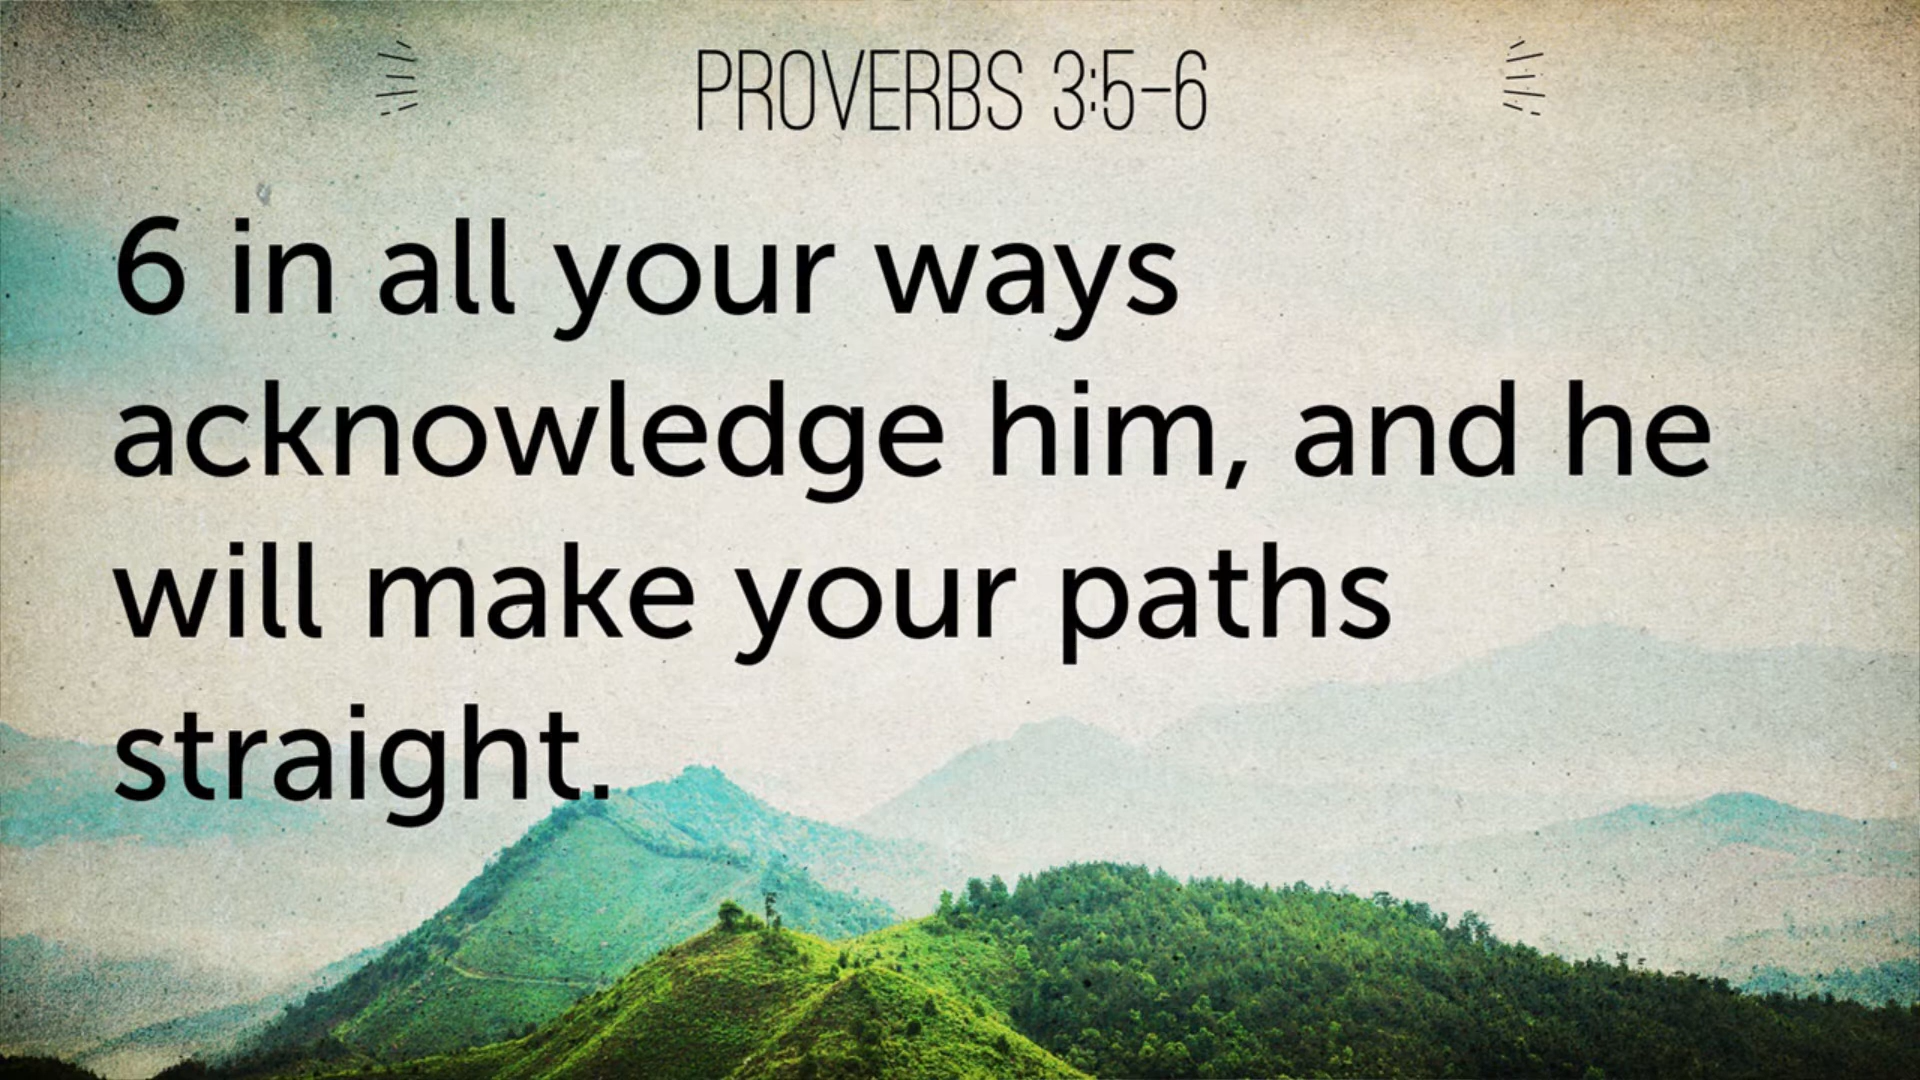 PROVERBS 3:5-6
6 in all your ways
acknowledge him, and he
will make your paths
straight.